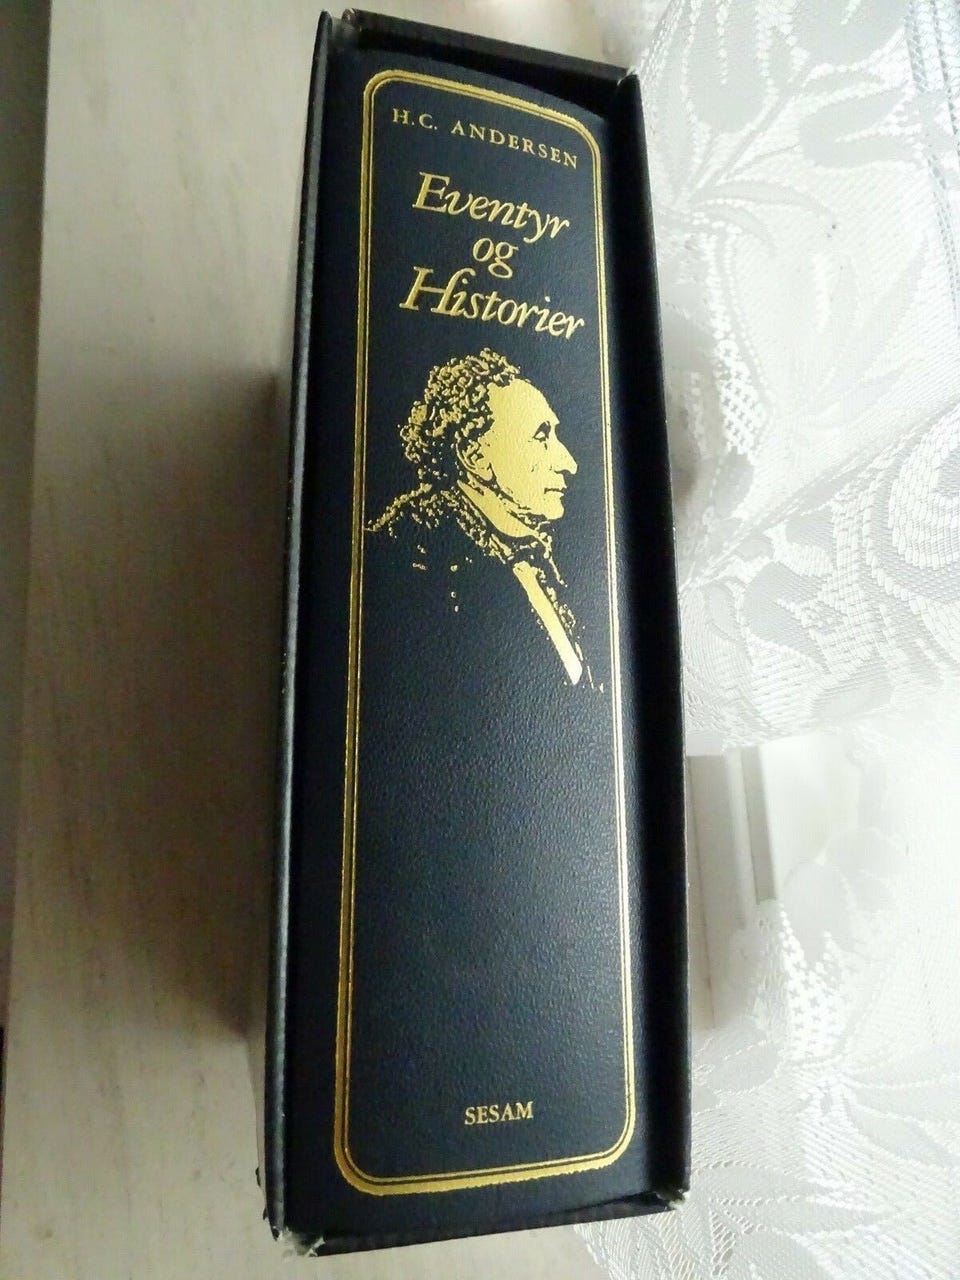 H.C. ANDERSEN
Eventyr
og
Historier
SESAM